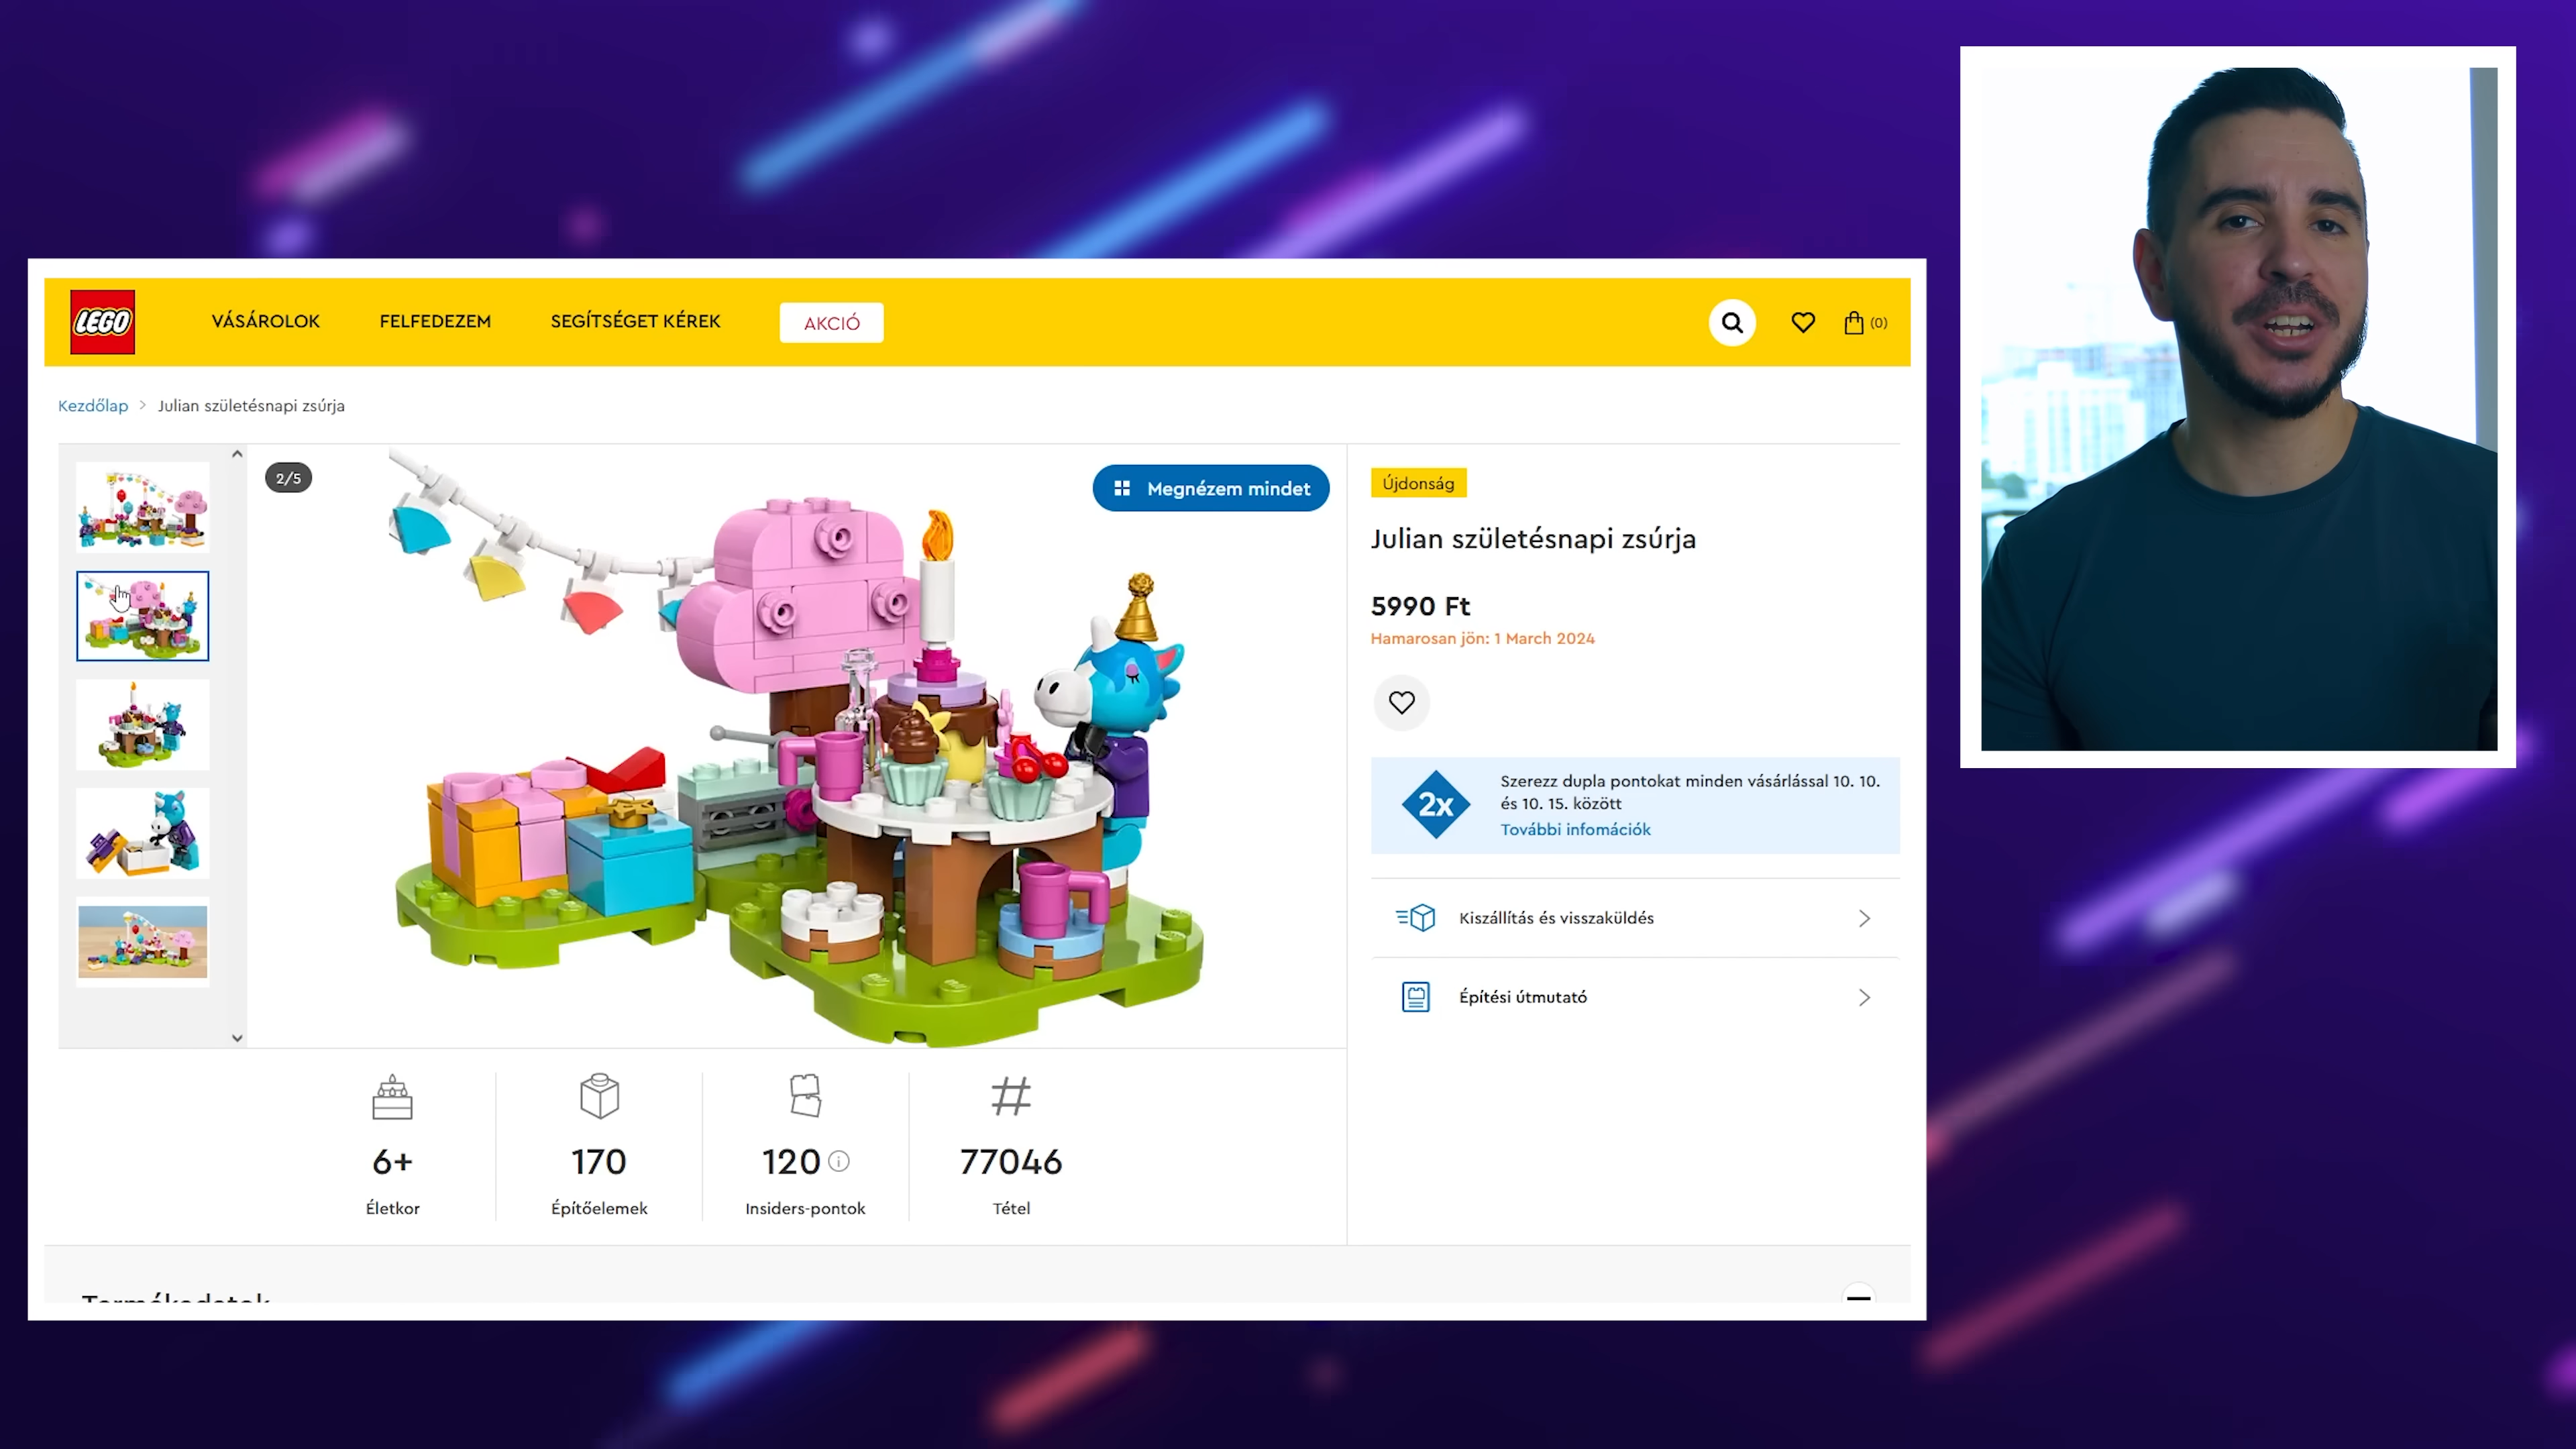 LEGO
VÁSÁROLOK
FELFEDEZEM
SEGÍTSÉGET KÉREK
AKCIÓ
(0)
Kezdőlap > Julian születésnapi zsúrja
2/5
Megnézem mindet
Újdonság
Julian születésnapi zsúrja
5990 Ft
Hamarosan jön: 1 March 2024
2x
Szerezz dupla pontokat minden vásárlással 10. 10.
és 10. 15. között
További infomációk
Kiszállítás és visszaküldés
Építési útmutató
6+
Életkor
170
Építőelemek
120
Insiders-pontok
77046
Tétel
Termékadatok